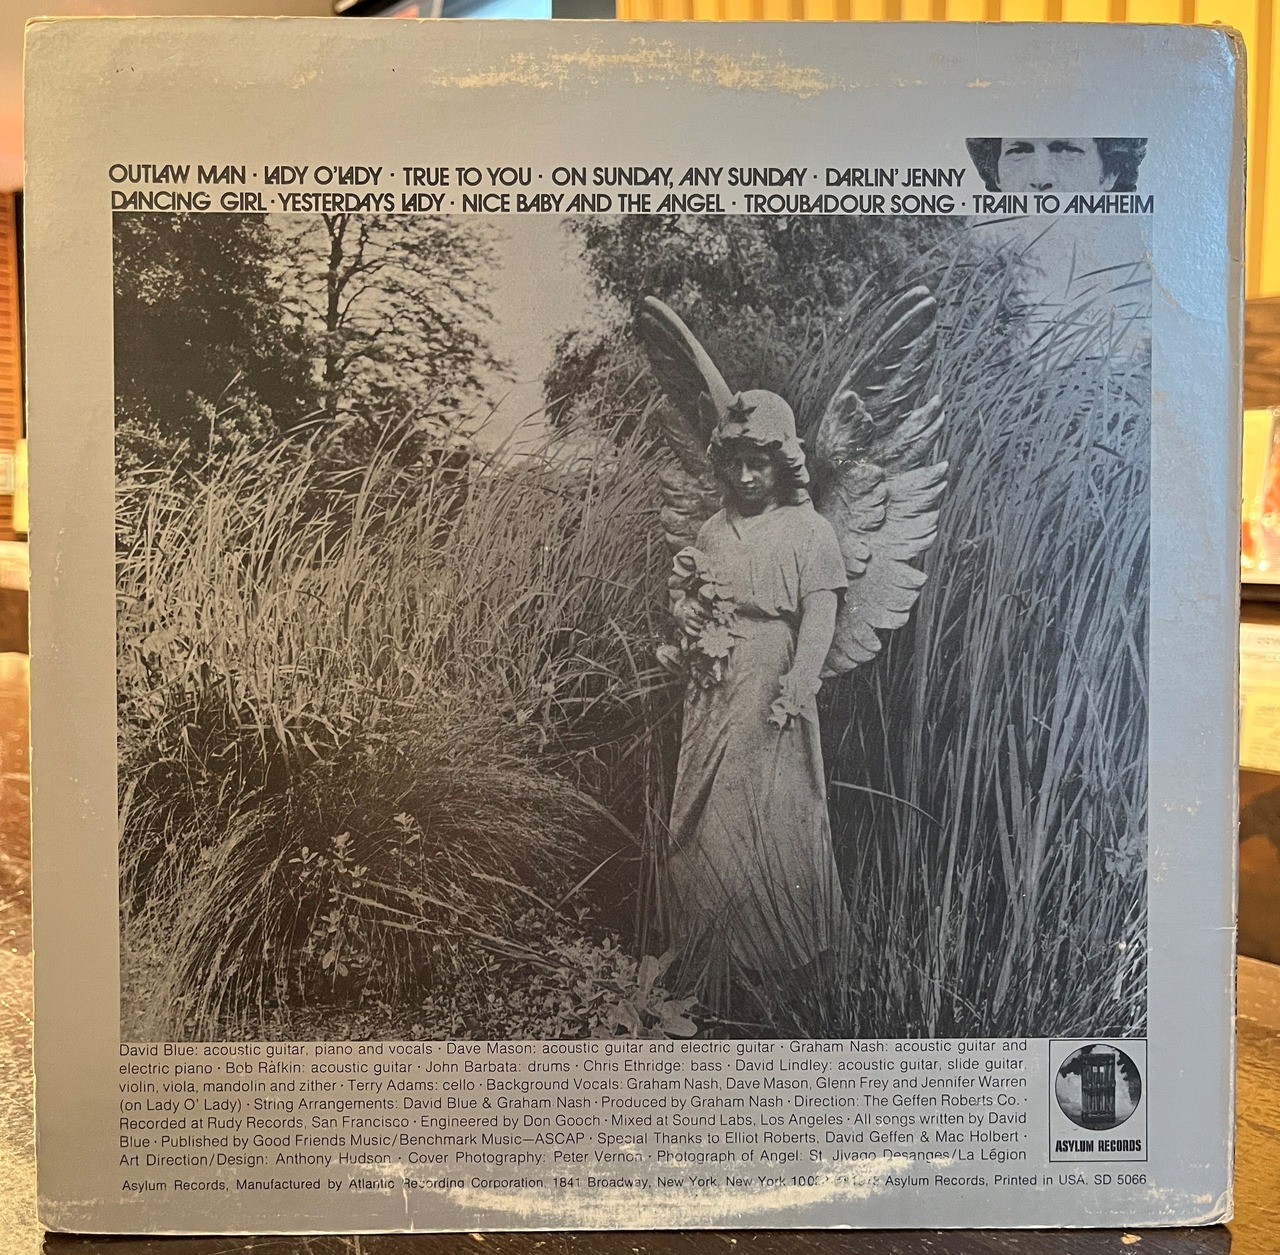 OUTLAW MAN · LADY O'LADY · TRUE TO YOU · ON SUNDAY, ANY SUNDAY · DARLIN' JENNY
DANCING GIRL · YESTERDAYS LADY · NICE BABY AND THE ANGEL · TROUBADOUR SONG · TRAIN TO ANAHEIM
David Blue: acoustic guitar, piano and vocals · Dave Mason: acoustic guitar and electric guitar · Graham Nash: acoustic guitar and
electric piano · Bob Rafkin: acoustic guitar · John Barbata: drums · Chris Ethridge: bass · David Lindley: acoustic guitar, slide guitar,
violin, viola, mandolin and zither · Terry Adams: cello · Background Vocals: Graham Nash, Dave Mason, Glenn Frey and Jennifer Warren
(on Lady O' Lady) · String Arrangements: David Blue & Graham Nash · Produced by Graham Nash · Direction: The Geffen Roberts Co. ·
Recorded at Rudy Records, San Francisco · Engineered by Don Gooch · Mixed at Sound Labs, Los Angeles · All songs written by David
Blue · Published by Good Friends Music/Benchmark Music—ASCAP · Special Thanks to Elliot Roberts, David Geffen & Mac Holbert ·
Art Direction/Design: Anthony Hudson · Cover Photography: Peter Vernon · Photograph of Angel: St. Jivago Desanges/La Légion
ASYLUM RECORDS
Asylum Records, Manufactured by Atlantic Recording Corporation, 1841 Broadway, New York, New York Asylum Records, Printed in USA. SD 5066